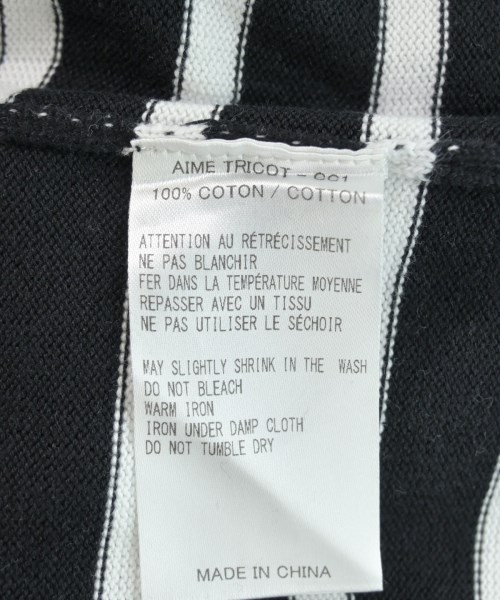 AIME TRICOT - 001
100% COTON / COTTON
ATTENTION AU RÉTRÉCISSEMENT
NE PAS BLANCHIR
FER DANS LA TEMPÉRATURE MOYENNE
REPASSER AVEC UN TISSU
NE PAS UTILISER LE SÉCHOIR
MAY SLIGHTLY SHRINK IN THE WASH
DO NOT BLEACH
WARM IRON
IRON UNDER DAMP CLOTH
DO NOT TUMBLE DRY
MADE IN CHINA